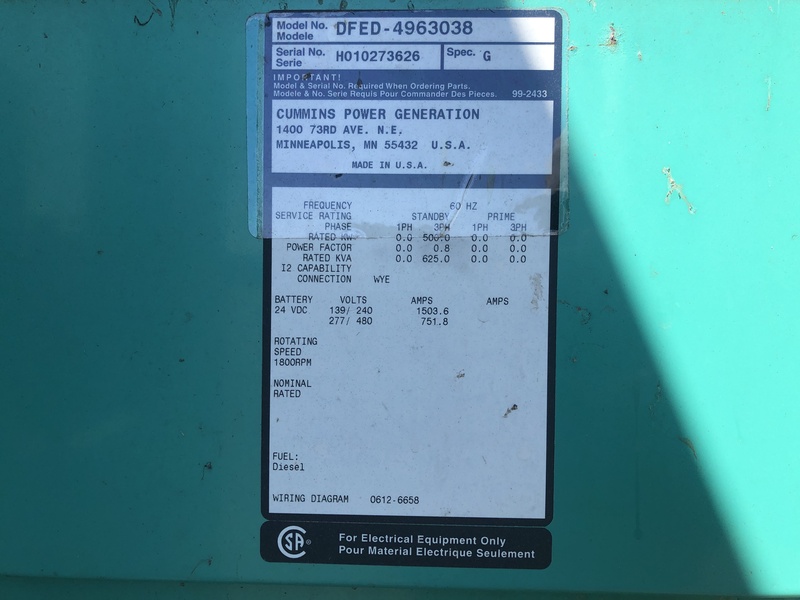 Model No. DFED-4963038
Modele
Serial No. H010273626 Spec. G
Serie
IMPORTANT!
Model & Serial No. Required When Ordering Parts.
Modele & No. Serie Requis Pour Commander Des Pieces. 99-2433
CUMMINS POWER GENERATION
1400 73RD AVE. N.E.
MINNEAPOLIS, MN 55432 U.S.A.
MADE IN U.S.A.
FREQUENCY 60 HZ
SERVICE RATING STANDBY PRIME
PHASE 1PH 3PH 1PH 3PH
RATED KW 0.0 500.0 0.0 0.0
POWER FACTOR 0.0 0.8 0.0 0.0
RATED KVA 0.0 625.0 0.0 0.0
I2 CAPABILITY
CONNECTION WYE
BATTERY VOLTS AMPS AMPS
24 VDC 139/ 240 1503.6
277/ 480 751.8
ROTATING
SPEED
1800RPM
NOMINAL
RATED
FUEL:
Diesel
WIRING DIAGRAM 0612-6658
CSA ®
For Electrical Equipment Only
Pour Material Electrique Seulement